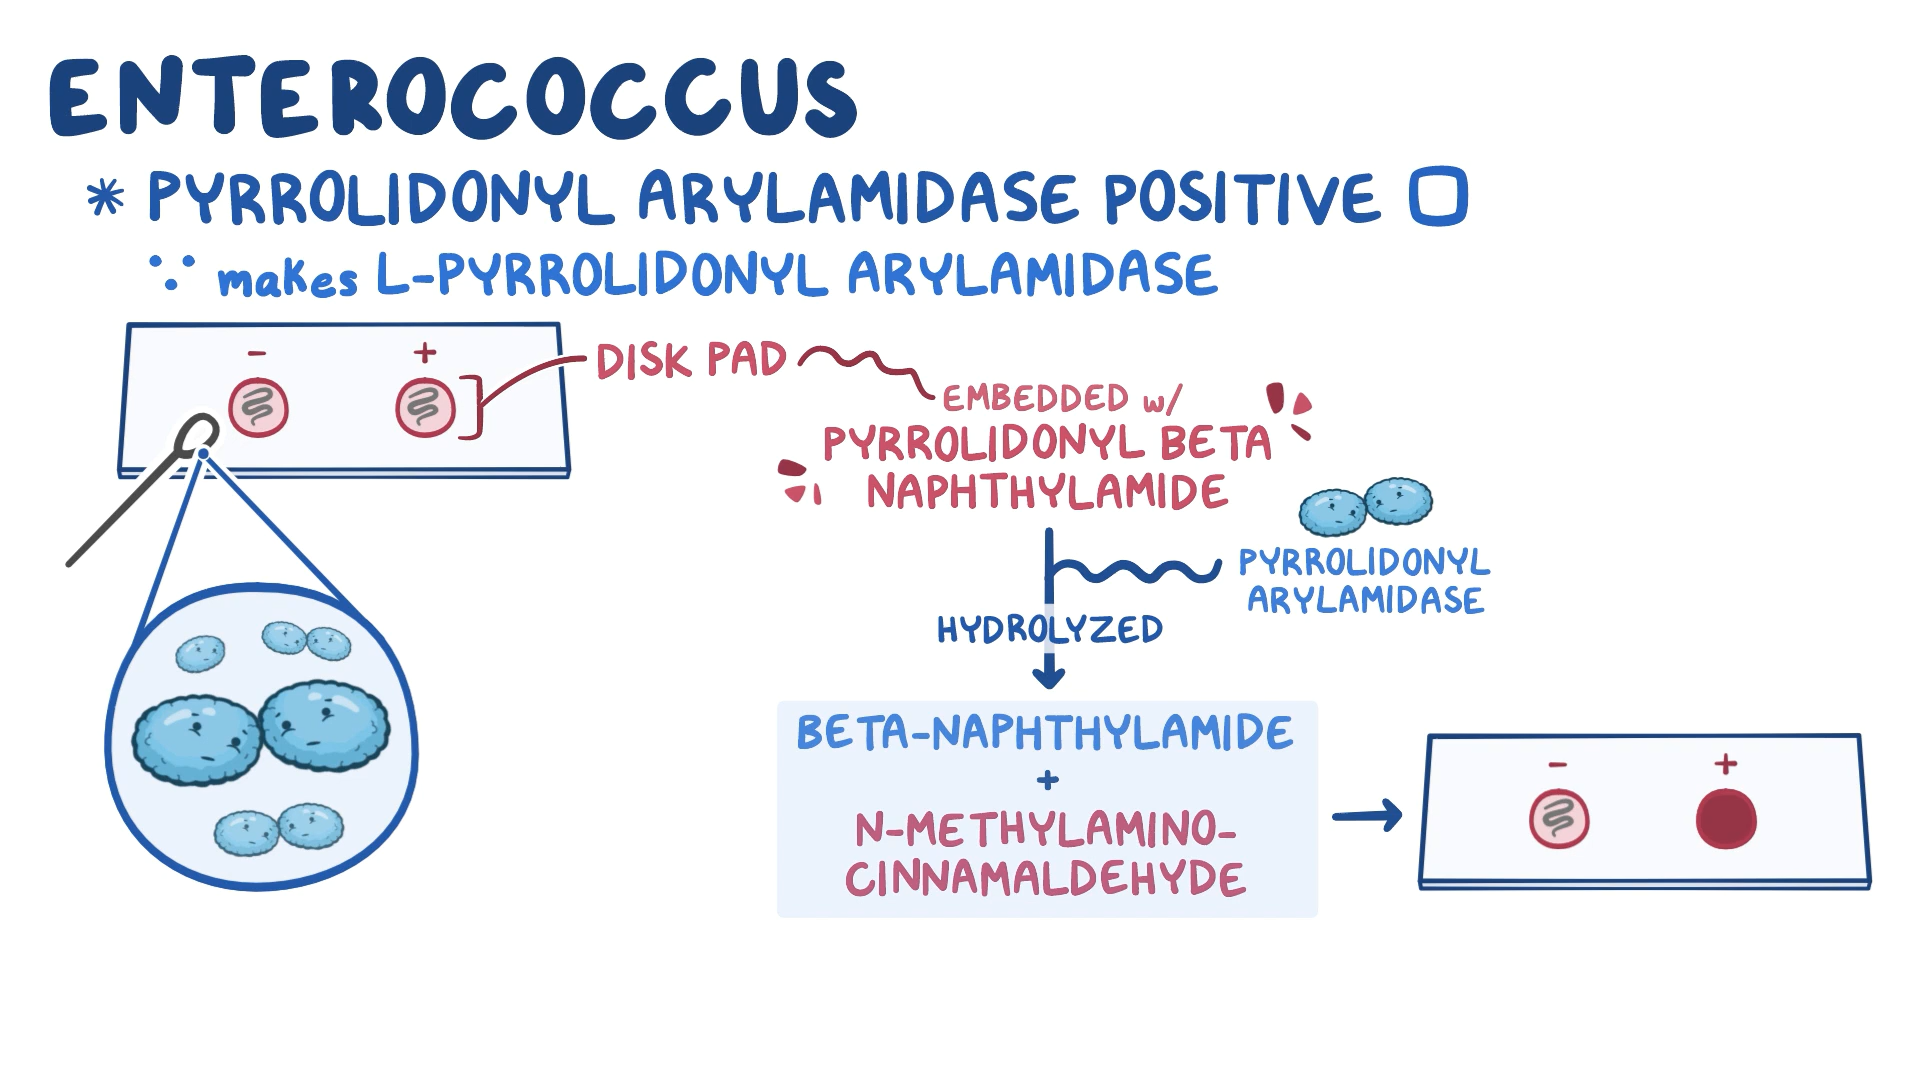 ENTEROCOCCUS
* PYRROLIDONYL ARYLAMIDASE POSITIVE
∵ makes L-PYRROLIDONYL ARYLAMIDASE
- +
DISK PAD
EMBEDDED w/
PYRROLIDONYL BETA
NAPHTHYLAMIDE
PYRROLIDONYL
ARYLAMIDASE
HYDROLYZED
BETA-NAPHTHYLAMIDE
+
N-METHYLAMINO-
CINNAMALDEHYDE
- +